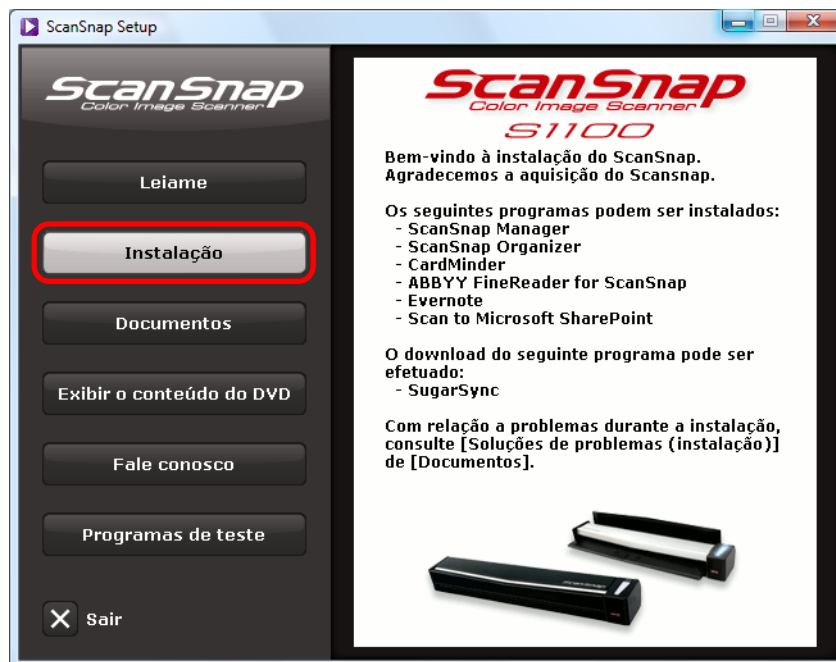 ScanSnap Setup
ScanSnap
Color Image Scanner
Leiame
Instalação
Documentos
Exibir o conteúdo do DVD
Fale conosco
Programas de teste
Sair
ScanSnap
Color Image Scanner
S1100
Bem-vindo à instalação do ScanSnap.
Agradecemos a aquisição do Scansnap.
Os seguintes programas podem ser instalados:
- ScanSnap Manager
- ScanSnap Organizer
- CardMinder
- ABBYY FineReader for ScanSnap
- Evernote
- Scan to Microsoft SharePoint
O download do seguinte programa pode ser
efetuado:
- SugarSync
Com relação a problemas durante a instalação,
consulte [Soluções de problemas (instalação)]
de [Documentos].
ScanSnap